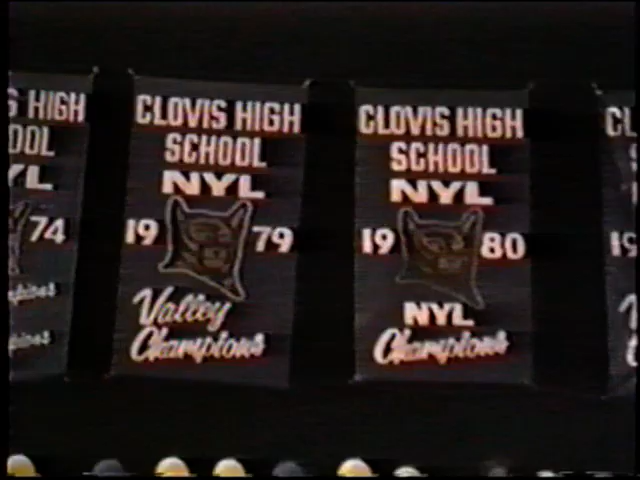 S HIGH
OOL
YL
74
CLOVIS HIGH
SCHOOL
NYL
19 79
Valley
Champions
CLOVIS HIGH
SCHOOL
NYL
19 80
NYL
Champions
CL
19